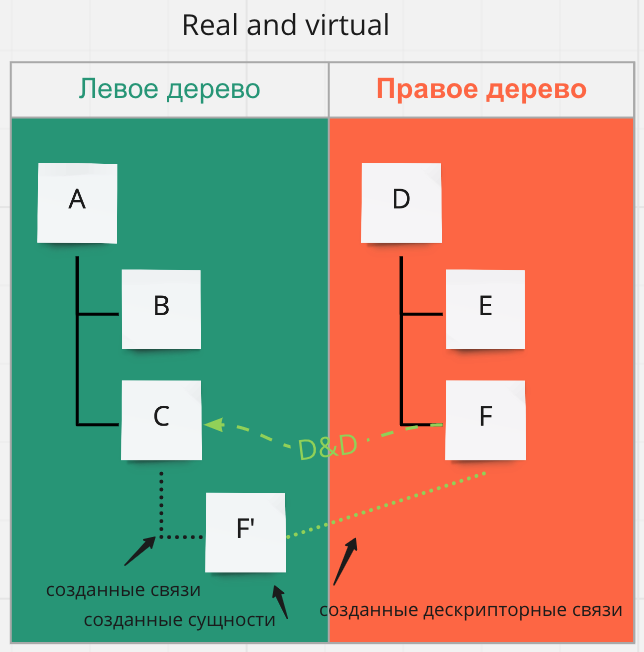 Real and virtual
Левое дерево
Правое дерево
A
D
B
E
C
F
D&D
F'
созданные связи
созданные дескрипторные связи
созданные сущности